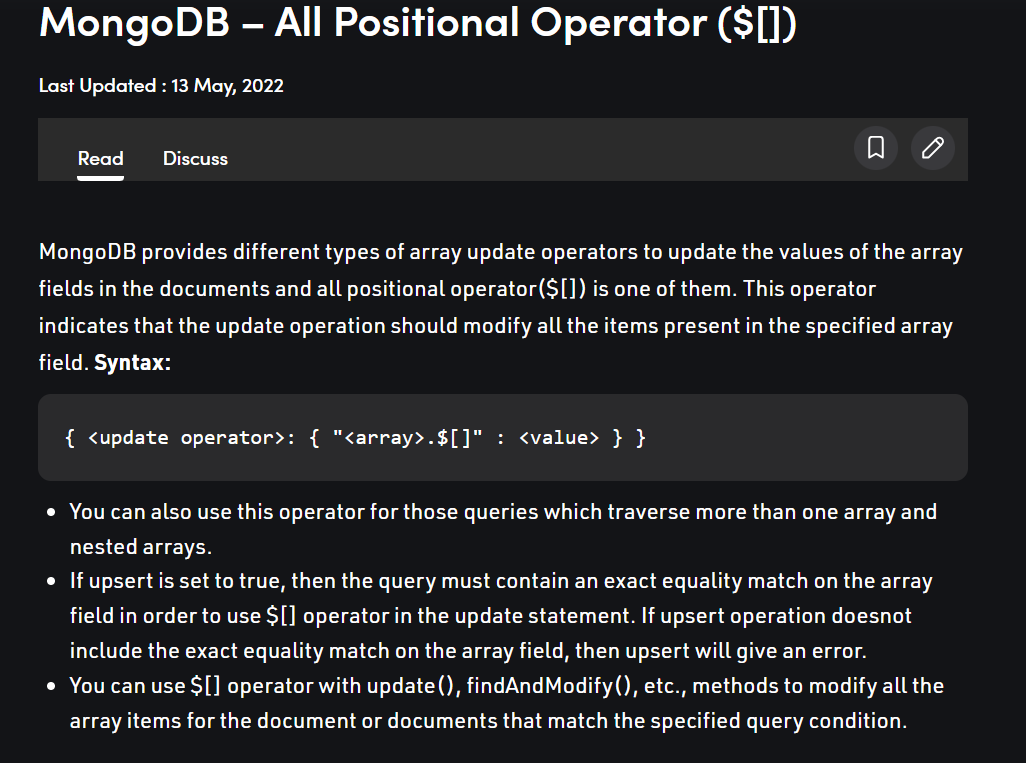 MongoDB – All Positional Operator ($[])
Last Updated : 13 May, 2022
Read Discuss
MongoDB provides different types of array update operators to update the values of the array
fields in the documents and all positional operator($[]) is one of them. This operator
indicates that the update operation should modify all the items present in the specified array
field. Syntax:
{ <update operator>: { "<array>.$[]" : <value> } }
• You can also use this operator for those queries which traverse more than one array and
nested arrays.
• If upsert is set to true, then the query must contain an exact equality match on the array
field in order to use $[] operator in the update statement. If upsert operation doesnot
include the exact equality match on the array field, then upsert will give an error.
• You can use $[] operator with update(), findAndModify(), etc., methods to modify all the
array items for the document or documents that match the specified query condition.